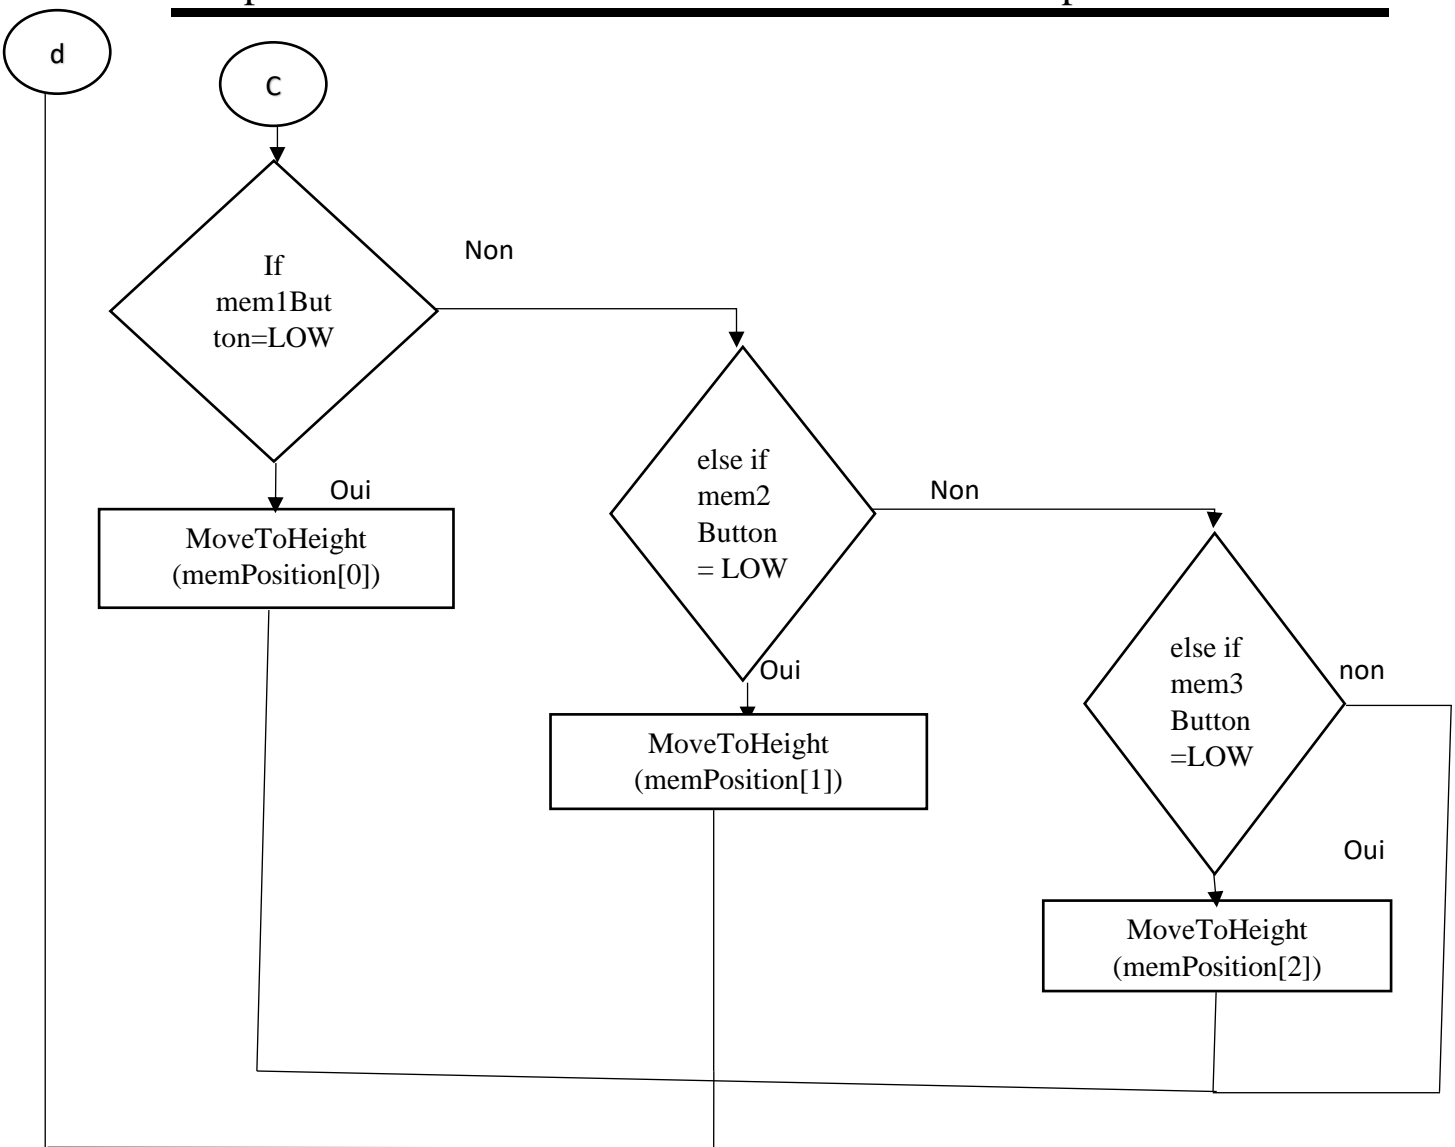 d
C
Non
If
mem1But
ton=LOW
else if
mem2
Button
= LOW
Oui
Non
MoveToHeight
(memPosition[0])
else if
mem3
Button
=LOW
Oui
non
MoveToHeight
(memPosition[1])
Oui
MoveToHeight
(memPosition[2])